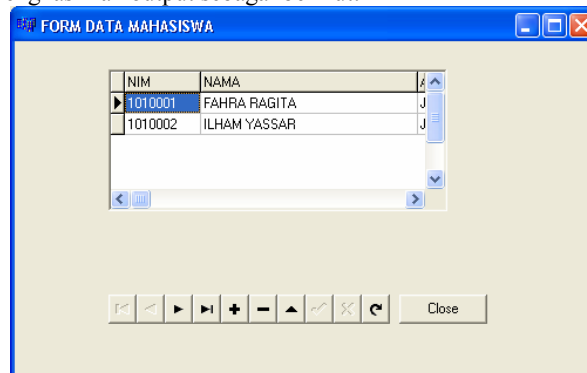 FORM DATA MAHASISWA
NIM NAMA
1010001 FAHRA RAGITA J
1010002 ILHAM YASSAR J
Close